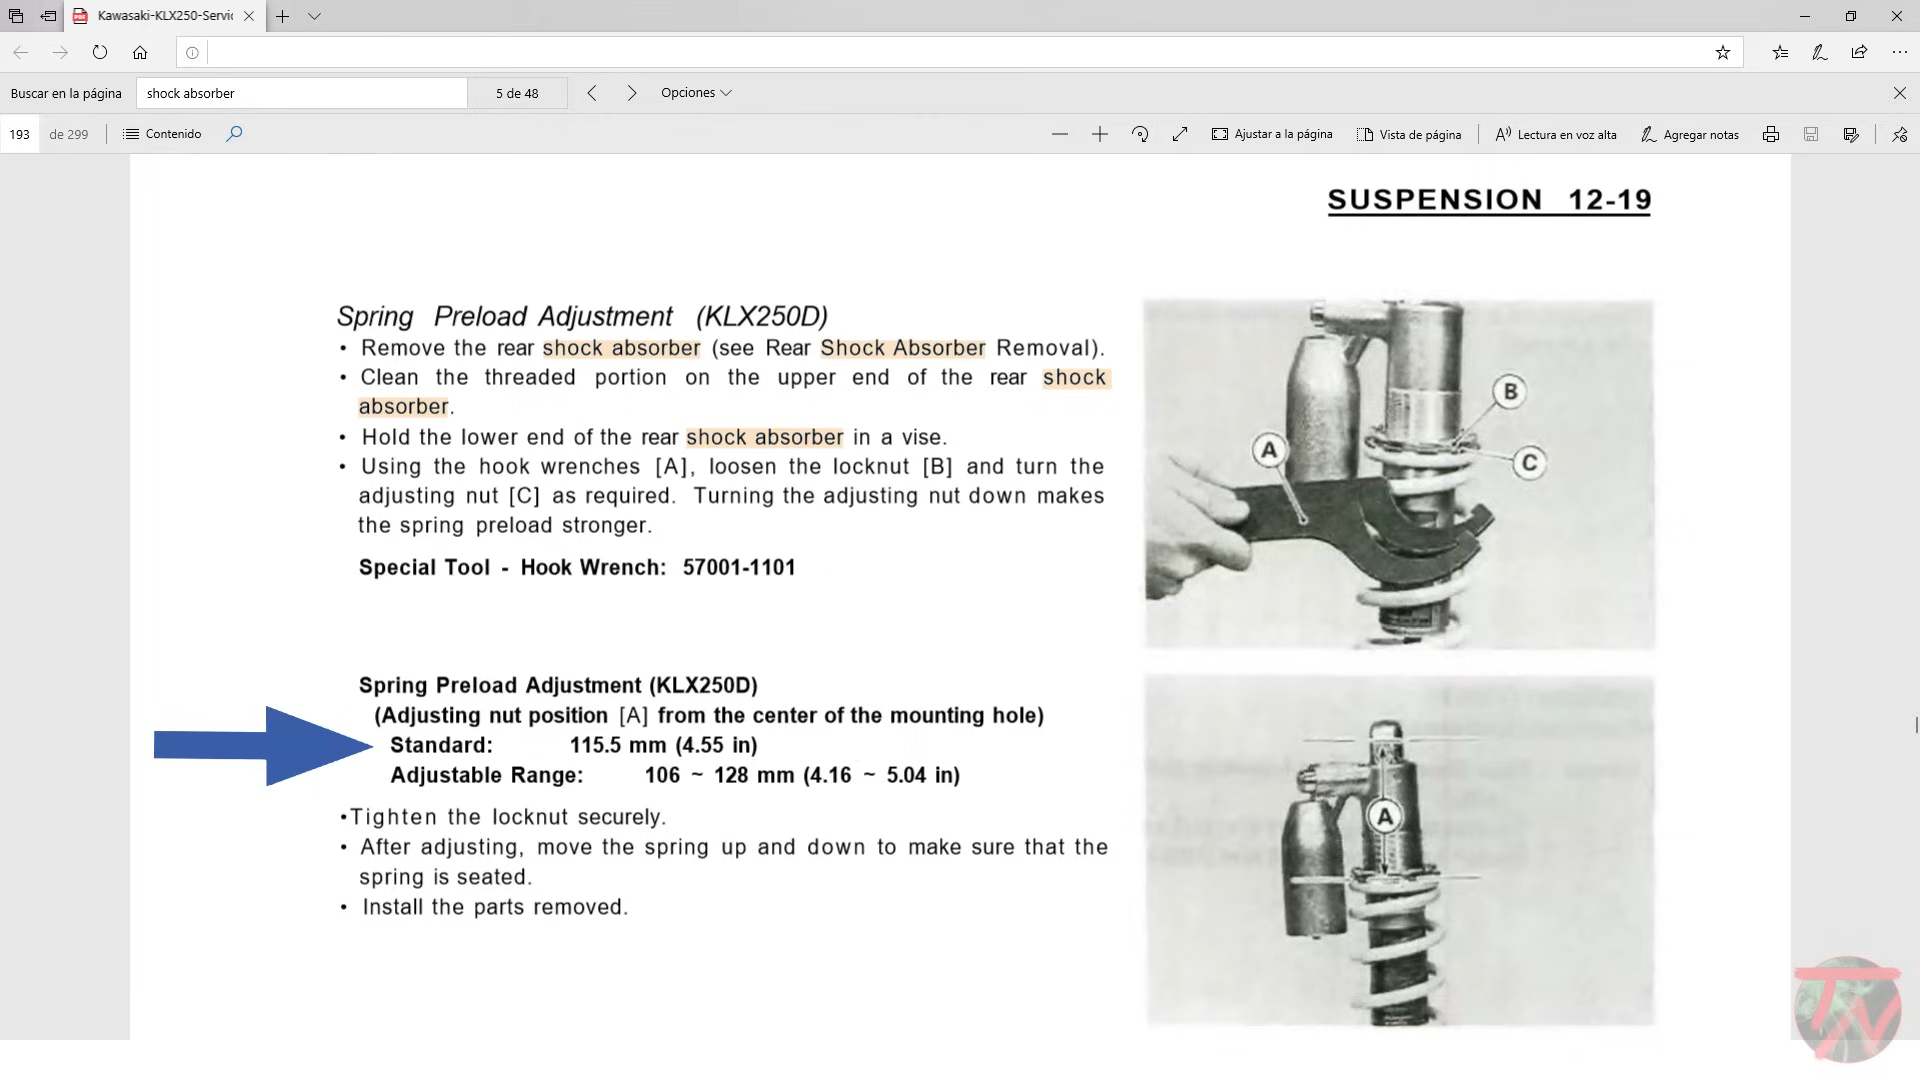 Kawasaki-KLX250-Servic
Buscar en la página
shock absorber
5 de 48
Opciones
193 de 299
Contenido
Ajustar a la página
Vista de página
Lectura en voz alta
Agregar notas
SUSPENSION 12-19
Spring Preload Adjustment (KLX250D)
• Remove the rear shock absorber (see Rear Shock Absorber Removal).
• Clean the threaded portion on the upper end of the rear shock
absorber.
• Hold the lower end of the rear shock absorber in a vise.
• Using the hook wrenches [A], loosen the locknut [B] and turn the
adjusting nut [C] as required. Turning the adjusting nut down makes
the spring preload stronger.
Special Tool - Hook Wrench: 57001-1101
B
A
C
Spring Preload Adjustment (KLX250D)
(Adjusting nut position [A] from the center of the mounting hole)
Standard: 115.5 mm (4.55 in)
Adjustable Range: 106 ~ 128 mm (4.16 ~ 5.04 in)
•Tighten the locknut securely.
• After adjusting, move the spring up and down to make sure that the
spring is seated.
• Install the parts removed.
A
TV